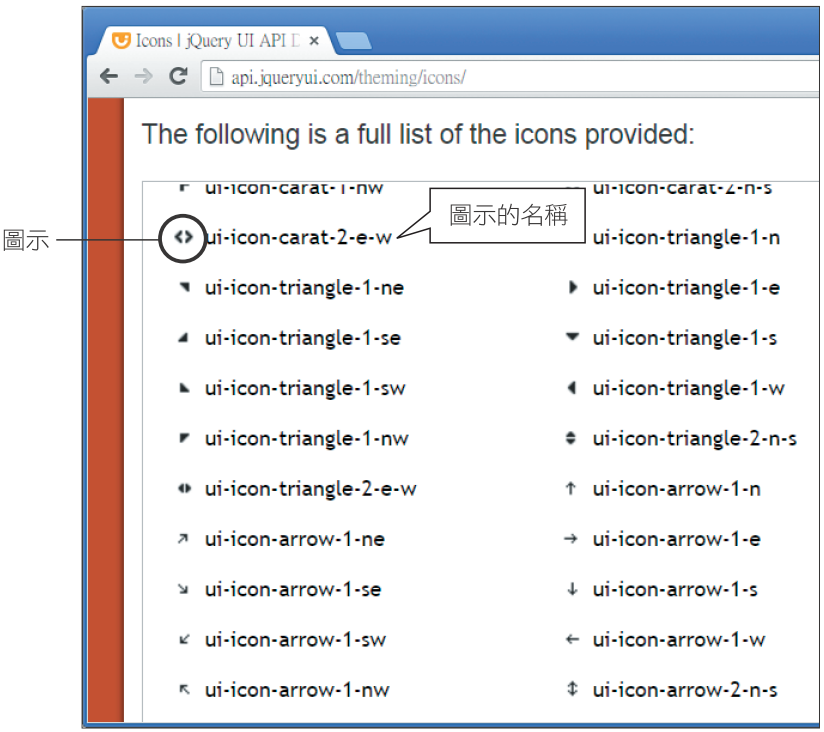 Icons | jQuery UI API D
api.jqueryui.com/theming/icons/
The following is a full list of the icons provided:
ui-icon-carat-1-nw ui-icon-carat-2-n-s
圖示的名稱
圖示 ui-icon-carat-2-e-w ui-icon-triangle-1-n
ui-icon-triangle-1-ne ui-icon-triangle-1-e
ui-icon-triangle-1-se ui-icon-triangle-1-s
ui-icon-triangle-1-sw ui-icon-triangle-1-w
ui-icon-triangle-1-nw ui-icon-triangle-2-n-s
ui-icon-triangle-2-e-w ui-icon-arrow-1-n
ui-icon-arrow-1-ne ui-icon-arrow-1-e
ui-icon-arrow-1-se ui-icon-arrow-1-s
ui-icon-arrow-1-sw ui-icon-arrow-1-w
ui-icon-arrow-1-nw ui-icon-arrow-2-n-s